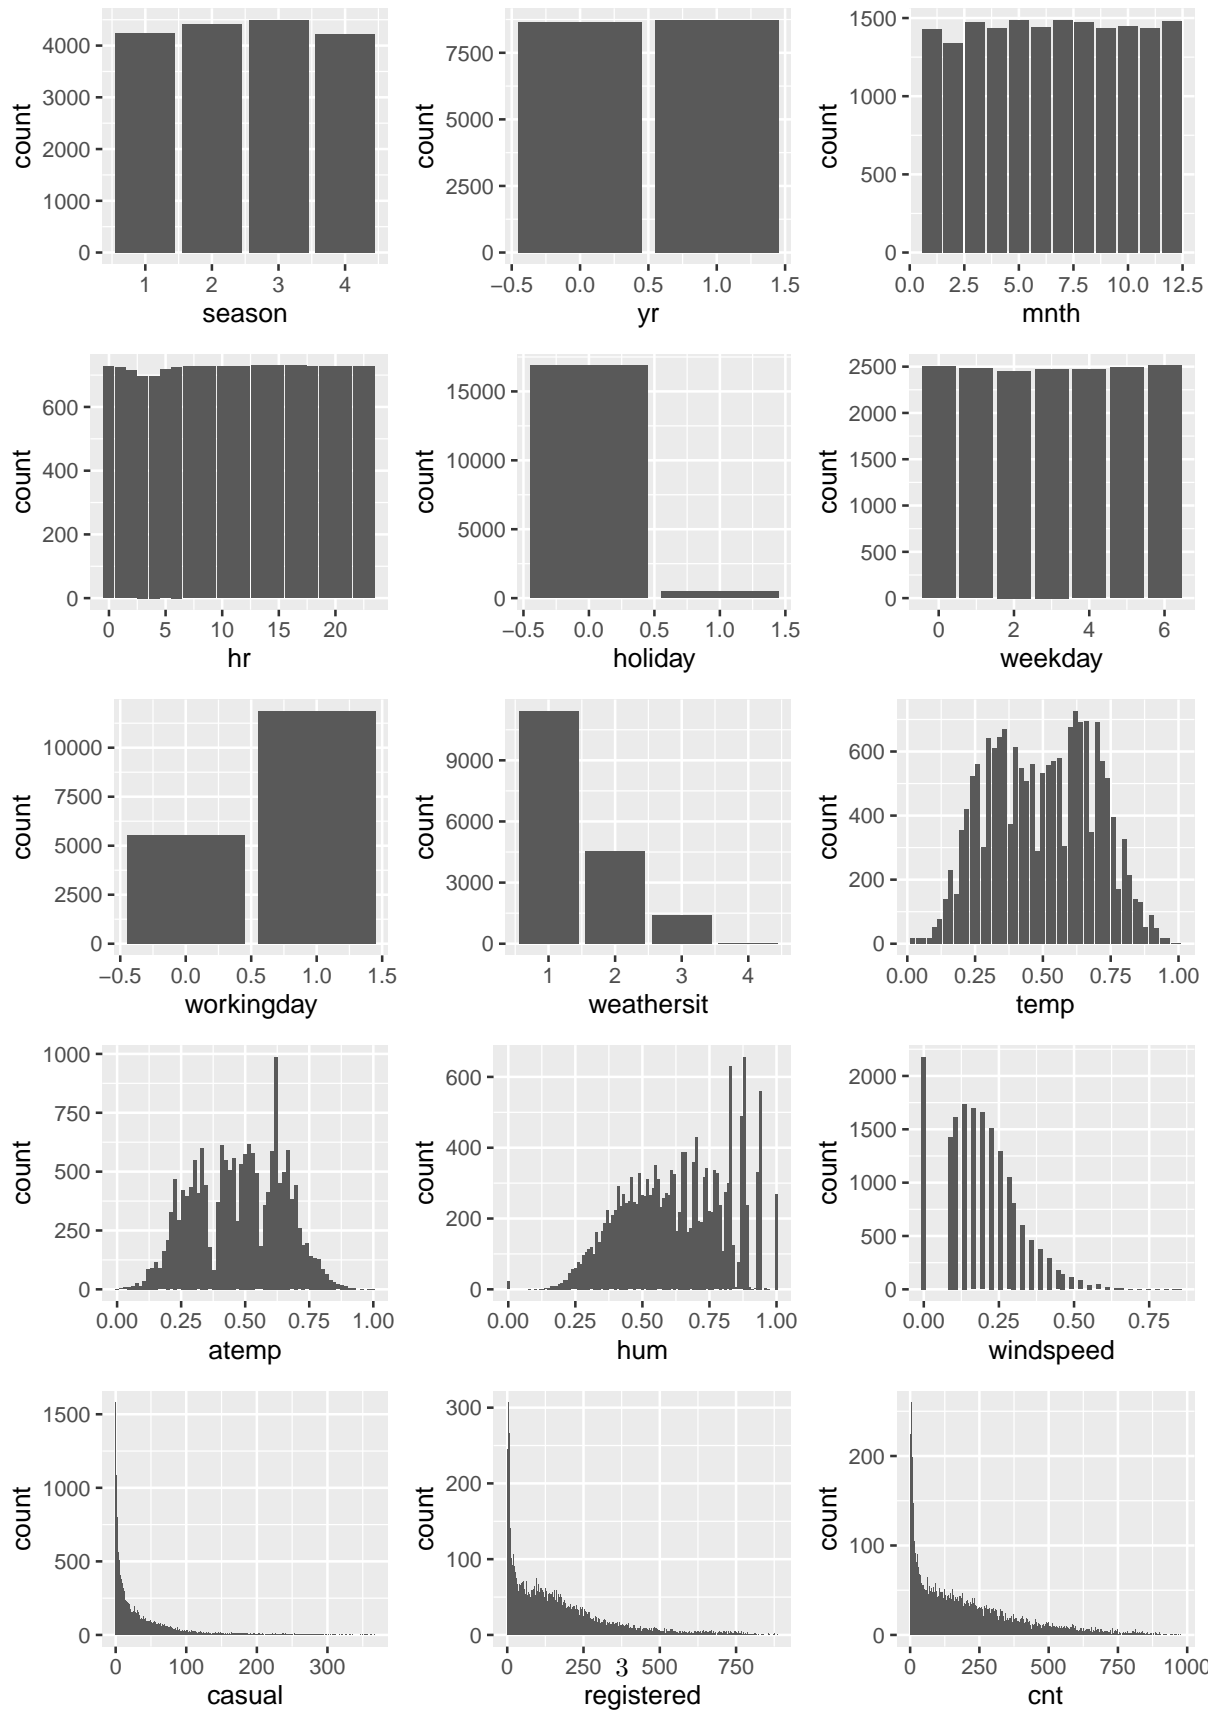 count
4000
3000
2000
1000
0
1 2 3 4
season
count
7500
5000
2500
0
−0.5 0.0 0.5 1.0 1.5
yr
count
1500
1000
500
0
0.0 2.5 5.0 7.5 10.0 12.5
mnth
count
600
400
200
0
0 5 10 15 20
hr
count
15000
10000
5000
0
−0.5 0.0 0.5 1.0 1.5
holiday
count
2500
2000
1500
1000
500
0
0 2 4 6
weekday
count
10000
7500
5000
2500
0
−0.5 0.0 0.5 1.0 1.5
workingday
count
9000
6000
3000
0
1 2 3 4
weathersit
count
600
400
200
0
0.00 0.25 0.50 0.75 1.00
temp
count
1000
750
500
250
0
0.00 0.25 0.50 0.75 1.00
atemp
count
600
400
200
0
0.00 0.25 0.50 0.75 1.00
hum
count
2000
1500
1000
500
0
0.00 0.25 0.50 0.75
windspeed
count
1500
1000
500
0
0 100 200 300
casual
count
300
200
100
0
0 250 500 750
registered
count
200
100
0
0 250 500 750 1000
cnt
3